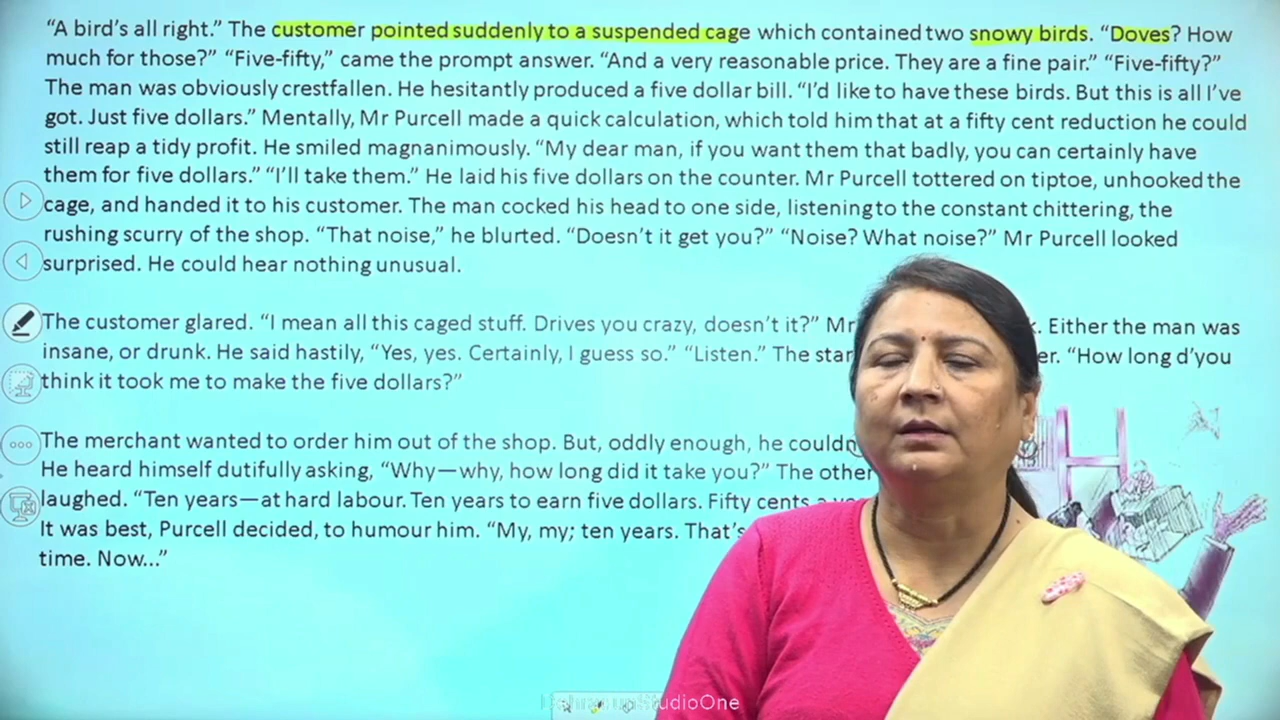 “A bird’s all right.” The customer pointed suddenly to a suspended cage which contained two snowy birds. “Doves? How
much for those?” “Five-fifty,” came the prompt answer. “And a very reasonable price. They are a fine pair.” “Five-fifty?”
The man was obviously crestfallen. He hesitantly produced a five dollar bill. “I’d like to have these birds. But this is all I’ve
got. Just five dollars.” Mentally, Mr Purcell made a quick calculation, which told him that at a fifty cent reduction he could
still reap a tidy profit. He smiled magnanimously. “My dear man, if you want them that badly, you can certainly have
them for five dollars.” “I’ll take them.” He laid his five dollars on the counter. Mr Purcell tottered on tiptoe, unhooked the
cage, and handed it to his customer. The man cocked his head to one side, listening to the constant chittering, the
rushing scurry of the shop. “That noise,” he blurted. “Doesn’t it get you?” “Noise? What noise?” Mr Purcell looked
surprised. He could hear nothing unusual.
The customer glared. “I mean all this caged stuff. Drives you crazy, doesn’t it?” Mr Either the man was
insane, or drunk. He said hastily, “Yes, yes. Certainly, I guess so.” “Listen.” The “How long d’you
think it took me to make the five dollars?”
The merchant wanted to order him out of the shop. But, oddly enough, he
He heard himself dutifully asking, “Why—why, how long did it take you?” The other
laughed. “Ten years—at hard labour. Ten years to earn five dollars. Fifty cents
It was best, Purcell decided, to humour him. “My, my; ten years. That’s
time. Now...”
StudioOne